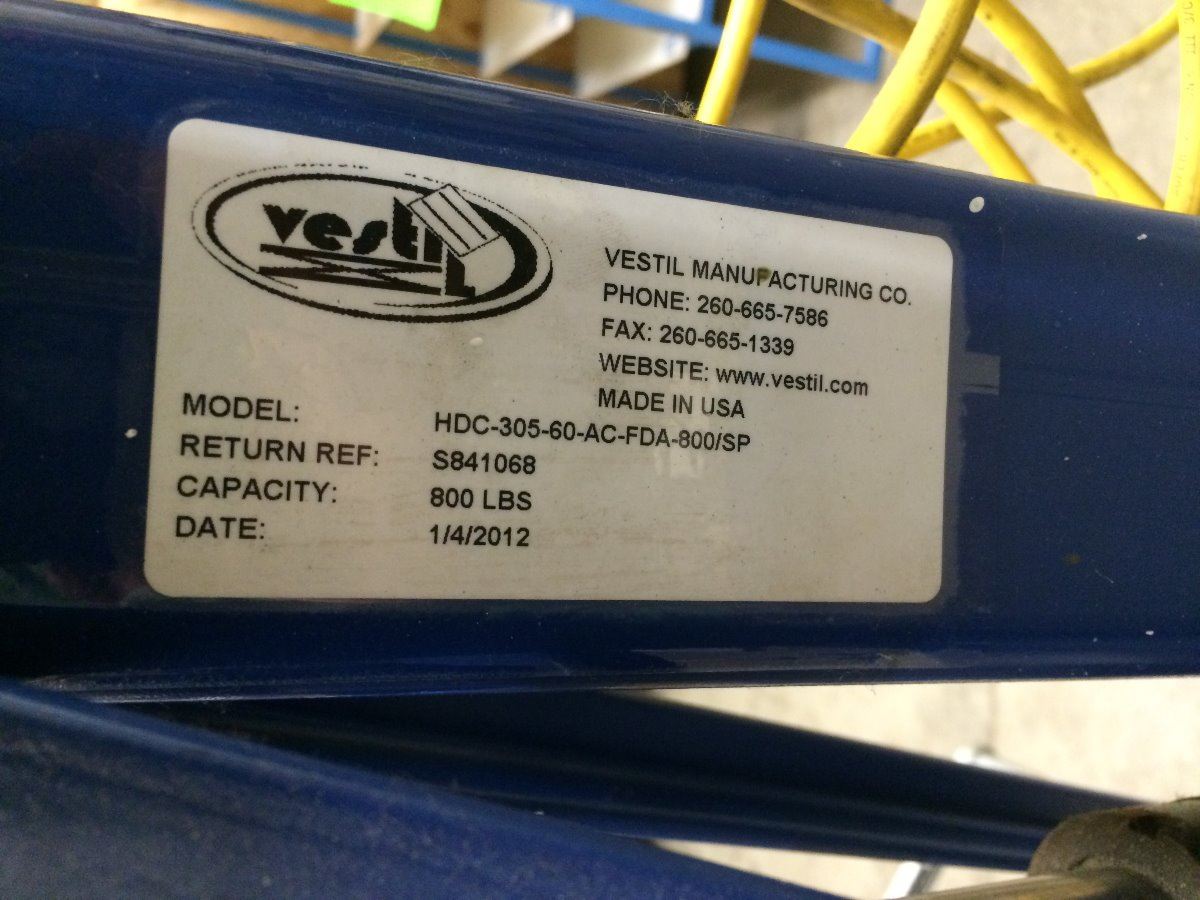 vestil
VESTIL MANUFACTURING CO.
PHONE: 260-665-7586
FAX: 260-665-1339
WEBSITE: www.vestil.com
MADE IN USA
MODEL: HDC-305-60-AC-FDA-800/SP
RETURN REF: S841068
CAPACITY: 800 LBS
DATE: 1/4/2012